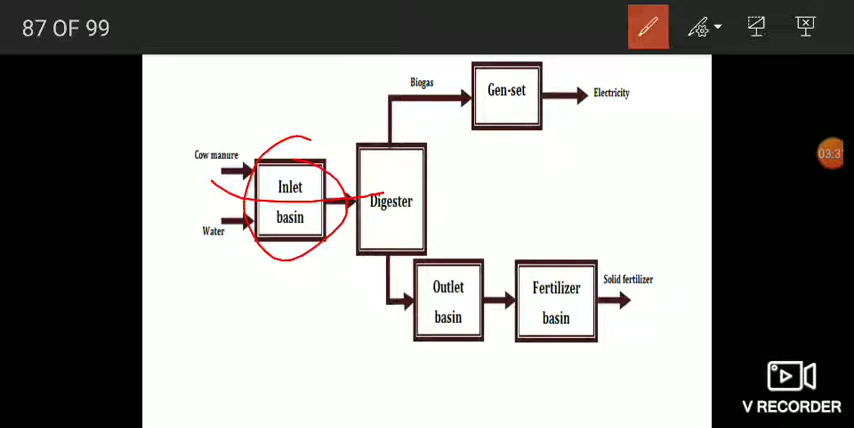 87 OF 99
Biogas
Gen-set
Electricity
Cow manure
Inlet
basin
Water
Digester
Outlet
basin
Fertilizer
basin
Solid fertilizer
V RECORDER